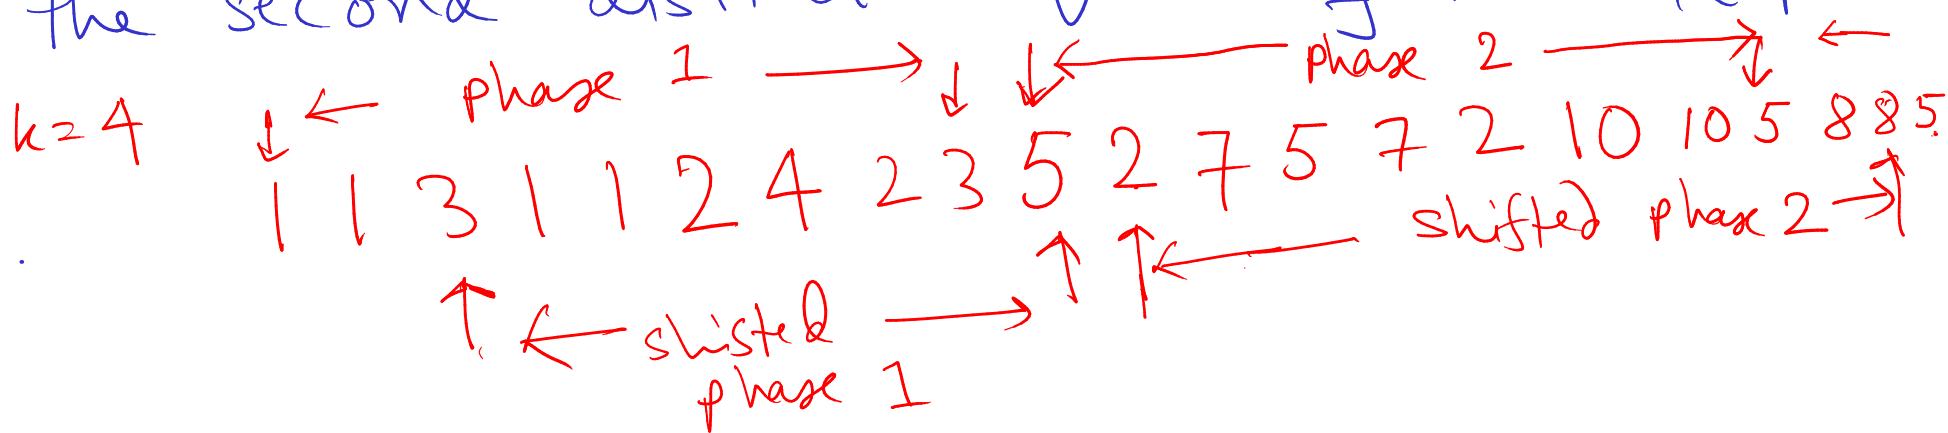 the second
phase 1 phase 2
k=4
1 1 3 1 1 2 4 2 3 5 2 7 5 7 2 10 10 5 8 8 5
shifted phase 2
shisted
phase 1